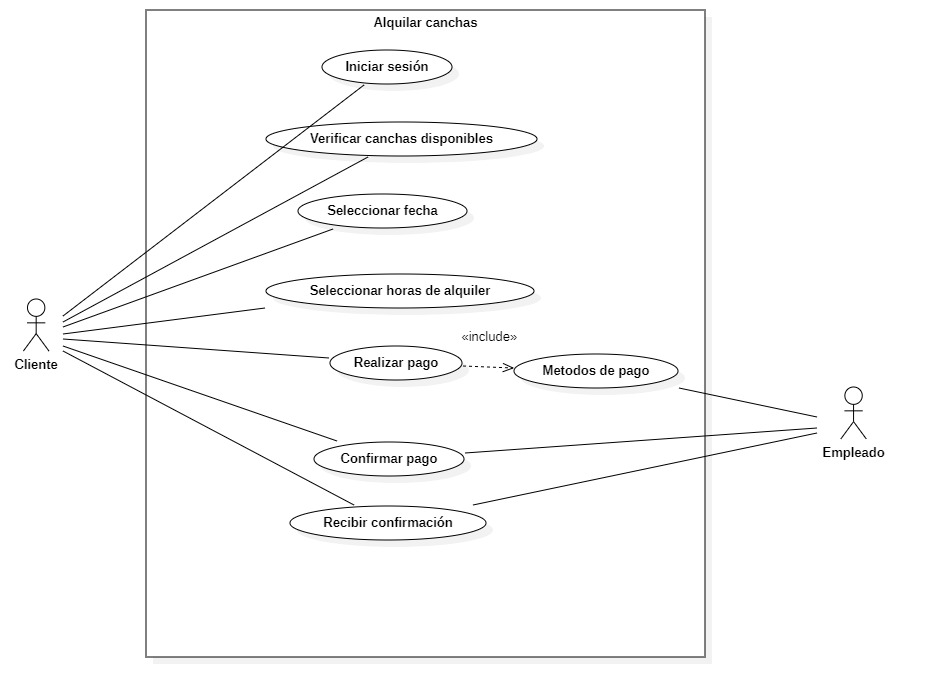 Alquilar canchas
Iniciar sesión
Verificar canchas disponibles
Seleccionar fecha
Seleccionar horas de alquiler
«include»
Realizar pago
Metodos de pago
Cliente
Confirmar pago
Empleado
Recibir confirmación